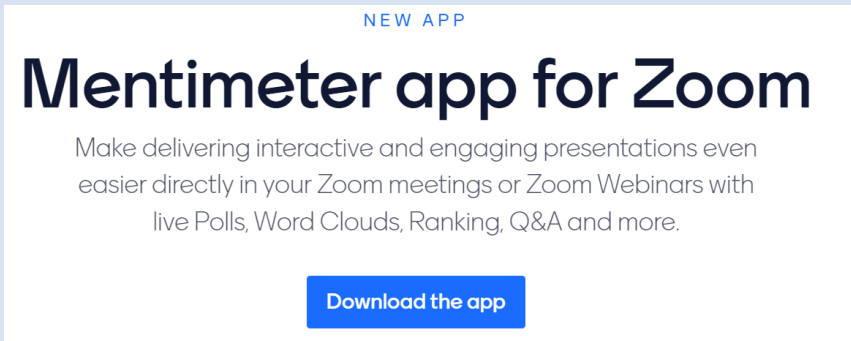 NEW APP
Mentimeter app for Zoom
Make delivering interactive and engaging presentations even
easier directly in your Zoom meetings or Zoom Webinars with
live Polls, Word Clouds, Ranking, Q&A and more.
Download the app